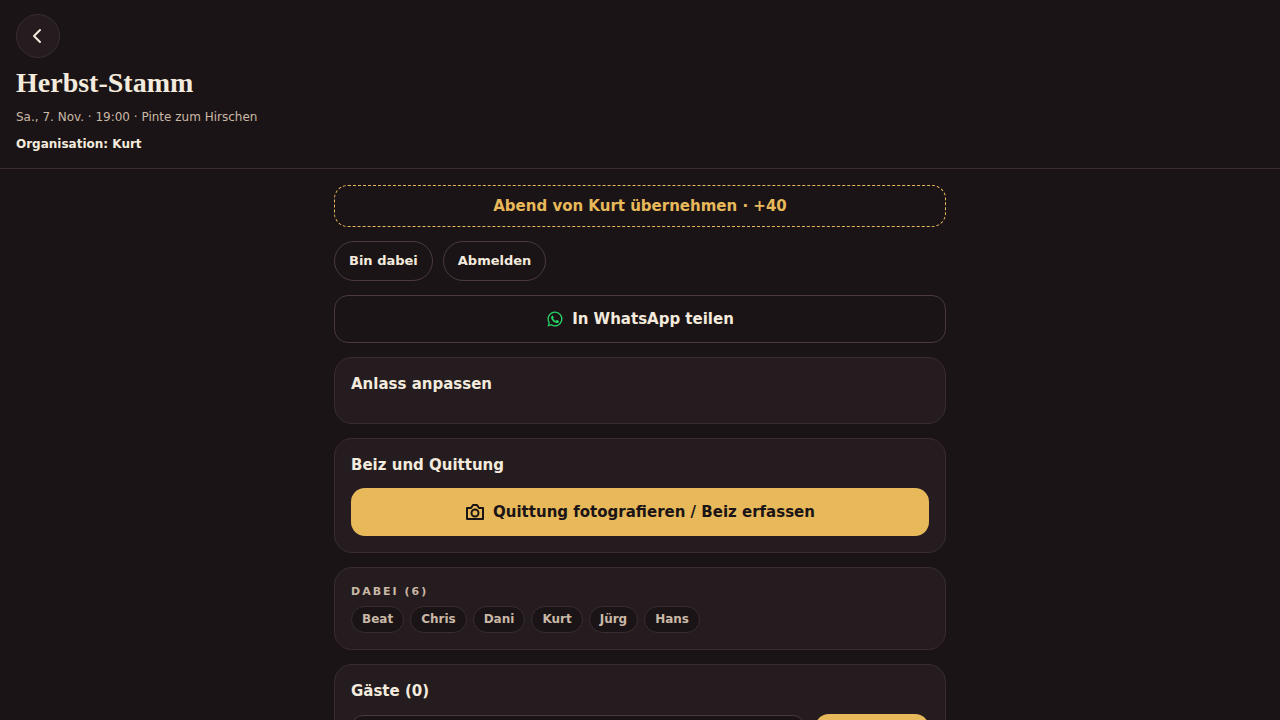 Herbst-Stamm
Sa., 7. Nov. · 19:00 · Pinte zum Hirschen
Organisation: Kurt
Abend von Kurt übernehmen · +40
Bin dabei
Abmelden
In WhatsApp teilen
Anlass anpassen
Beiz und Quittung
Quittung fotografieren / Beiz erfassen
DABEI (6)
Beat Chris Dani Kurt Jürg Hans
Gäste (0)